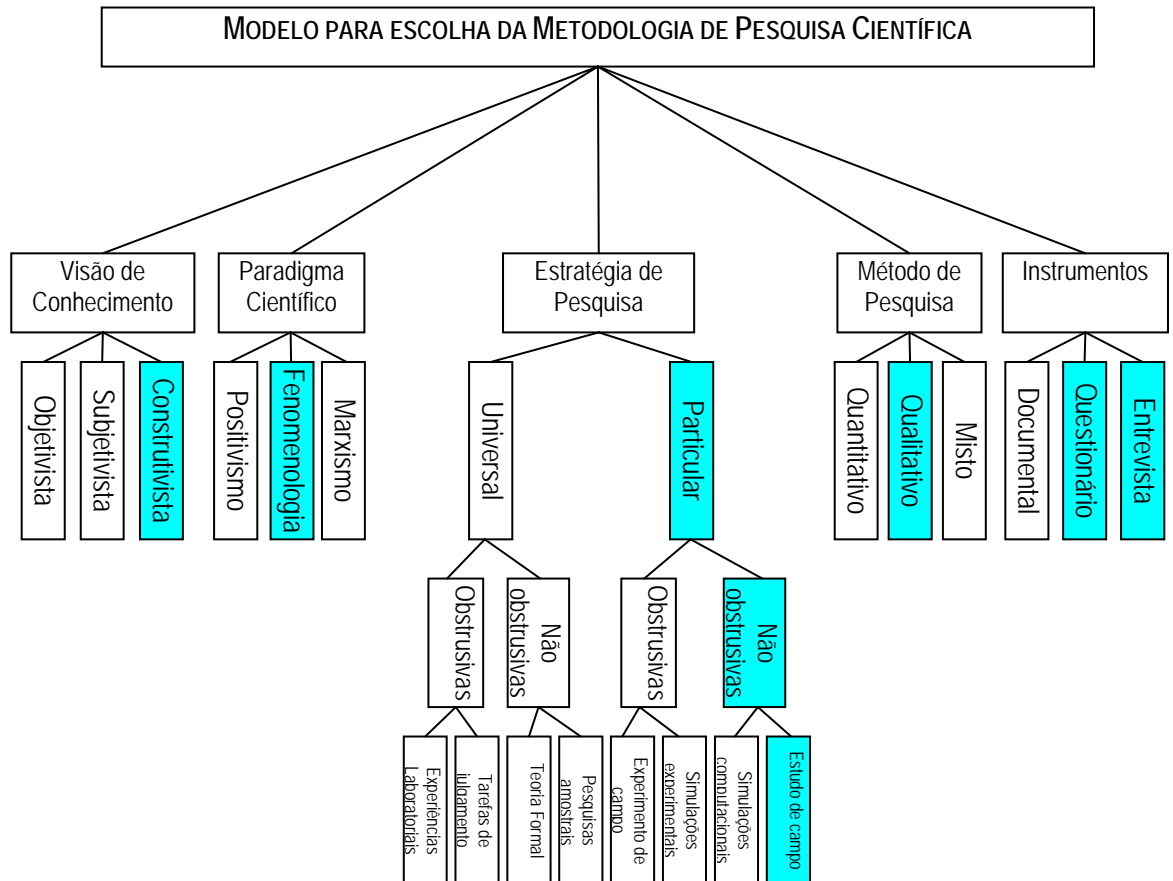 MODELO PARA ESCOLHA DA METODOLOGIA DE PESQUISA CIENTÍFICA
Visão de
Conhecimento
Paradigma
Científico
Estratégia de
Pesquisa
Método de
Pesquisa
Instrumentos
Objetivista
Subjetivista
Construtivista
Positivismo
Fenomenologia
Marxismo
Universal
Particular
Quantitativo
Qualitativo
Misto
Documental
Questionário
Entrevista
Obstrusivas
Não
obstrusivas
Obstrusivas
Não
obstrusivas
Experiências
Laboratoriais
Tarefas de
julgamento
Teoria Formal
Pesquisas
amostrais
Experimento de
campo
Simulações
experimentais
Simulações
computacionais
Estudo de campo